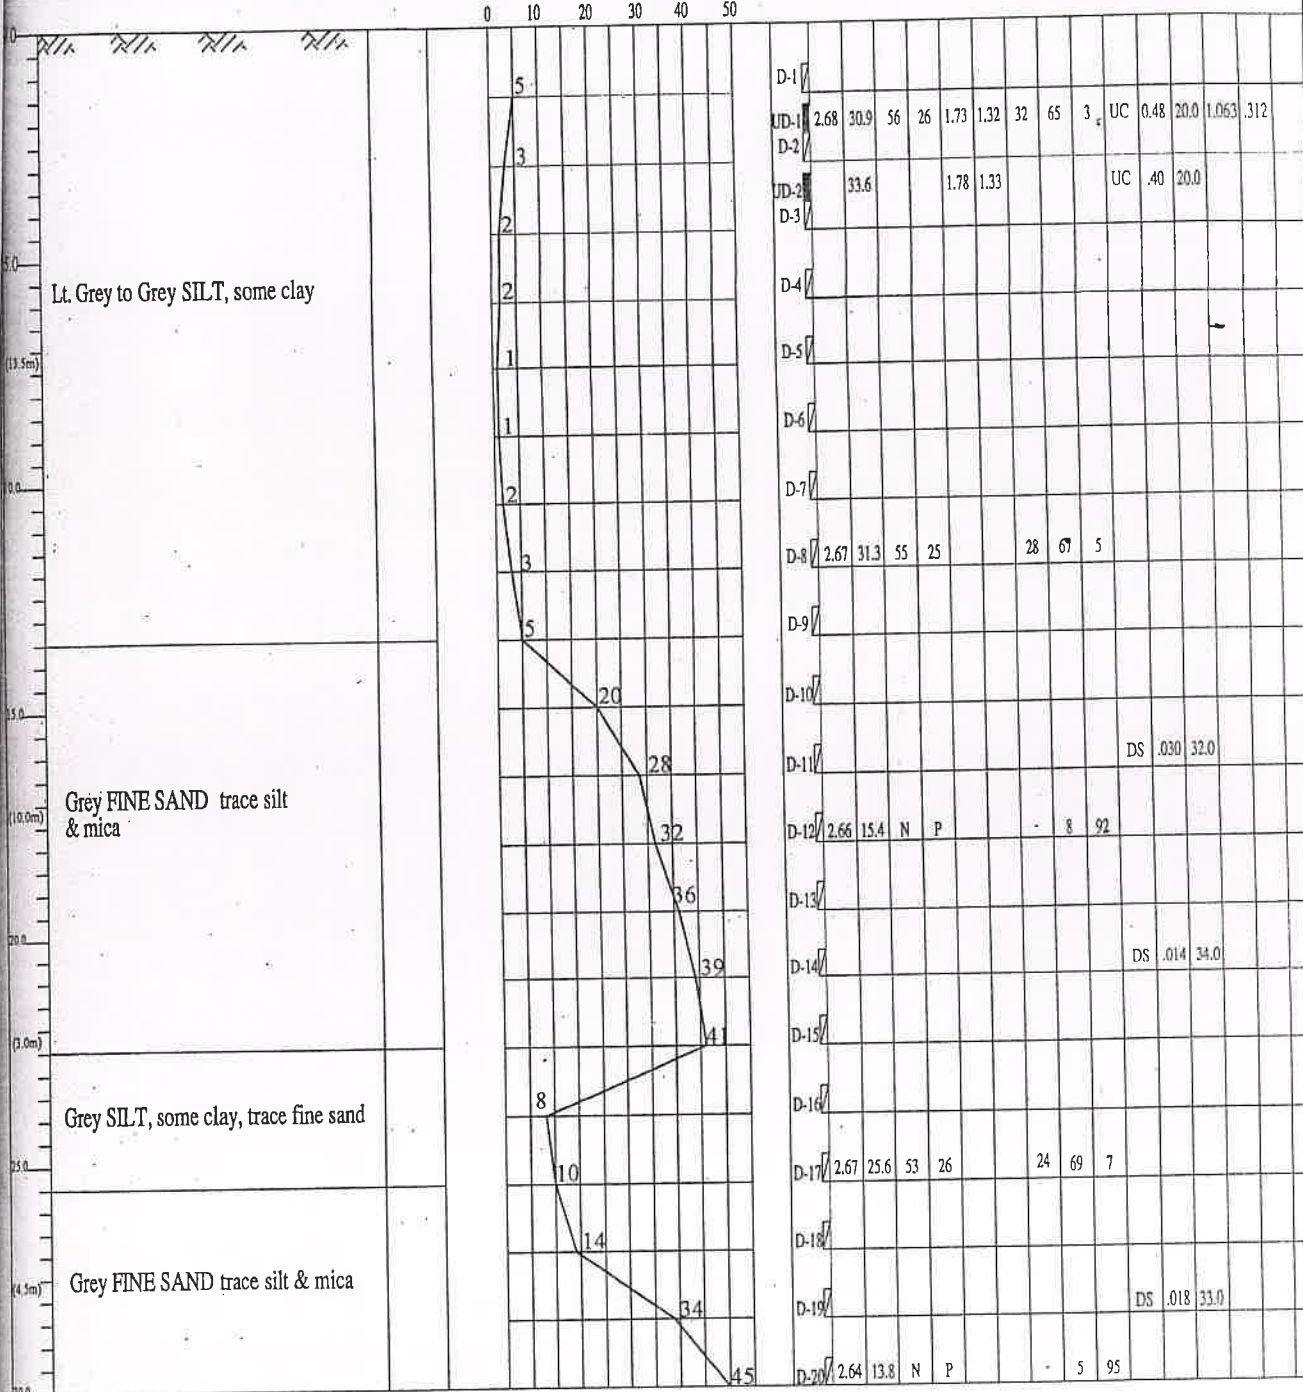 0 10 20 30 40 50
D-1
5
UD-1 2.68 30.9 56 26 1.73 1.32 32 65 3 UC 0.48 20.0 1.063 .312
D-2
3
UD-2 33.6 1.78 1.33 UC .40 20.0
D-3
2
5.0
Lt. Grey to Grey SILT, some clay
D-4
2
D-5
(13.5m)
1
D-6
1
D-7
2
D-8 2.67 31.3 55 25 28 67 5
3
D-9
5
D-10
20
15.0
D-11 DS .030 32.0
28
Grey FINE SAND trace silt
& mica
(10.0m)
D-12 2.66 15.4 N P - 8 92
32
D-13
36
20.0
D-14 DS .014 34.0
39
D-15
41
(3.0m)
D-16
8
Grey SILT, some clay, trace fine sand
25.0
D-17 2.67 25.6 53 26 24 69 7
10
D-18
14
Grey FINE SAND trace silt & mica
(4.5m)
D-19 DS .018 33.0
34
D-20 2.64 13.8 N P - 5 95
45